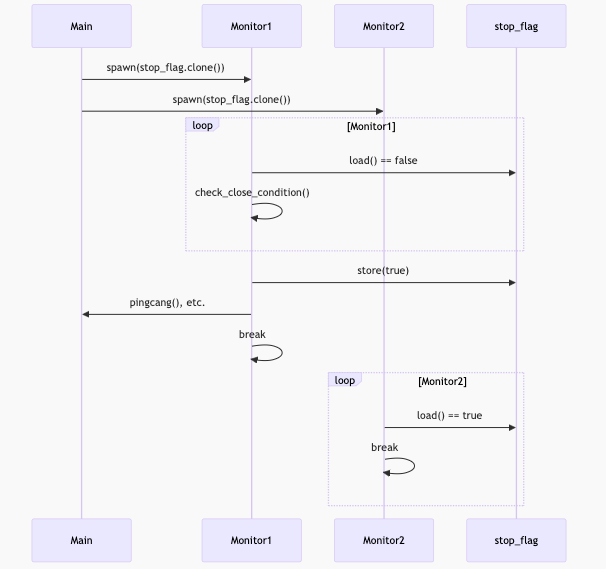 Main
Monitor1
Monitor2
stop_flag
spawn(stop_flag.clone())
spawn(stop_flag.clone())
loop
[Monitor1]
load() == false
check_close_condition()
store(true)
pingcang(), etc.
break
loop
[Monitor2]
load() == true
break
Main
Monitor1
Monitor2
stop_flag